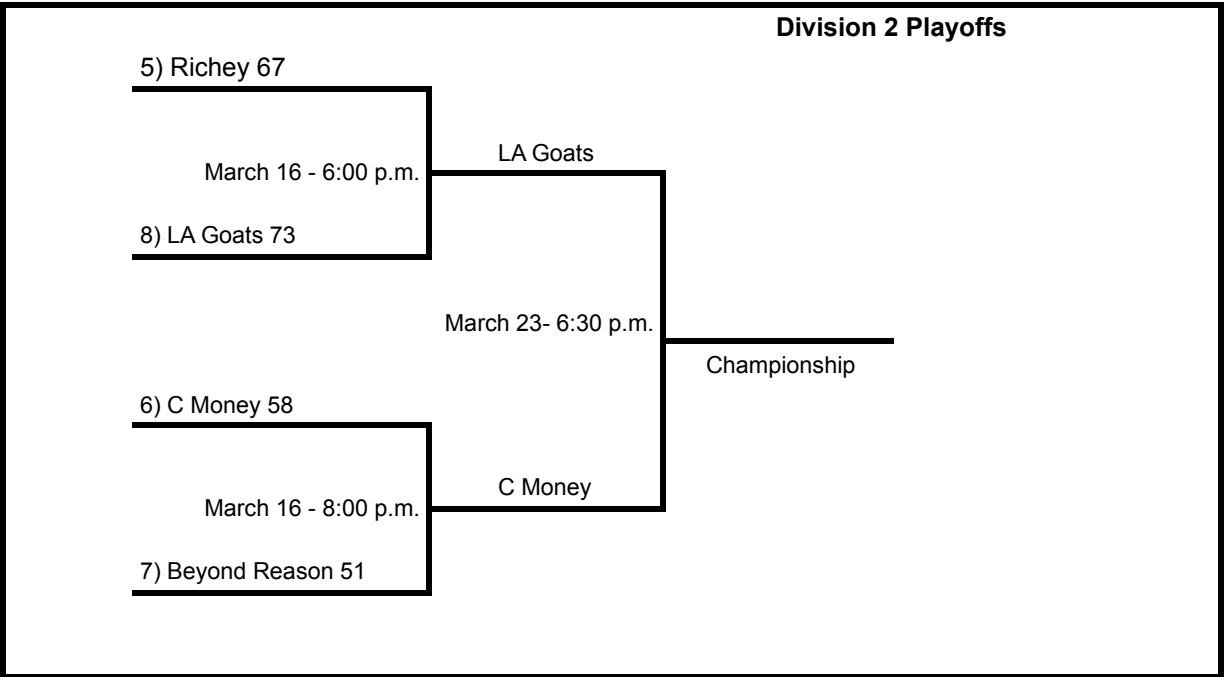 Division 2 Playoffs
5) Richey 67
LA Goats
March 16 - 6:00 p.m.
8) LA Goats 73
March 23- 6:30 p.m.
Championship
6) C Money 58
C Money
March 16 - 8:00 p.m.
7) Beyond Reason 51